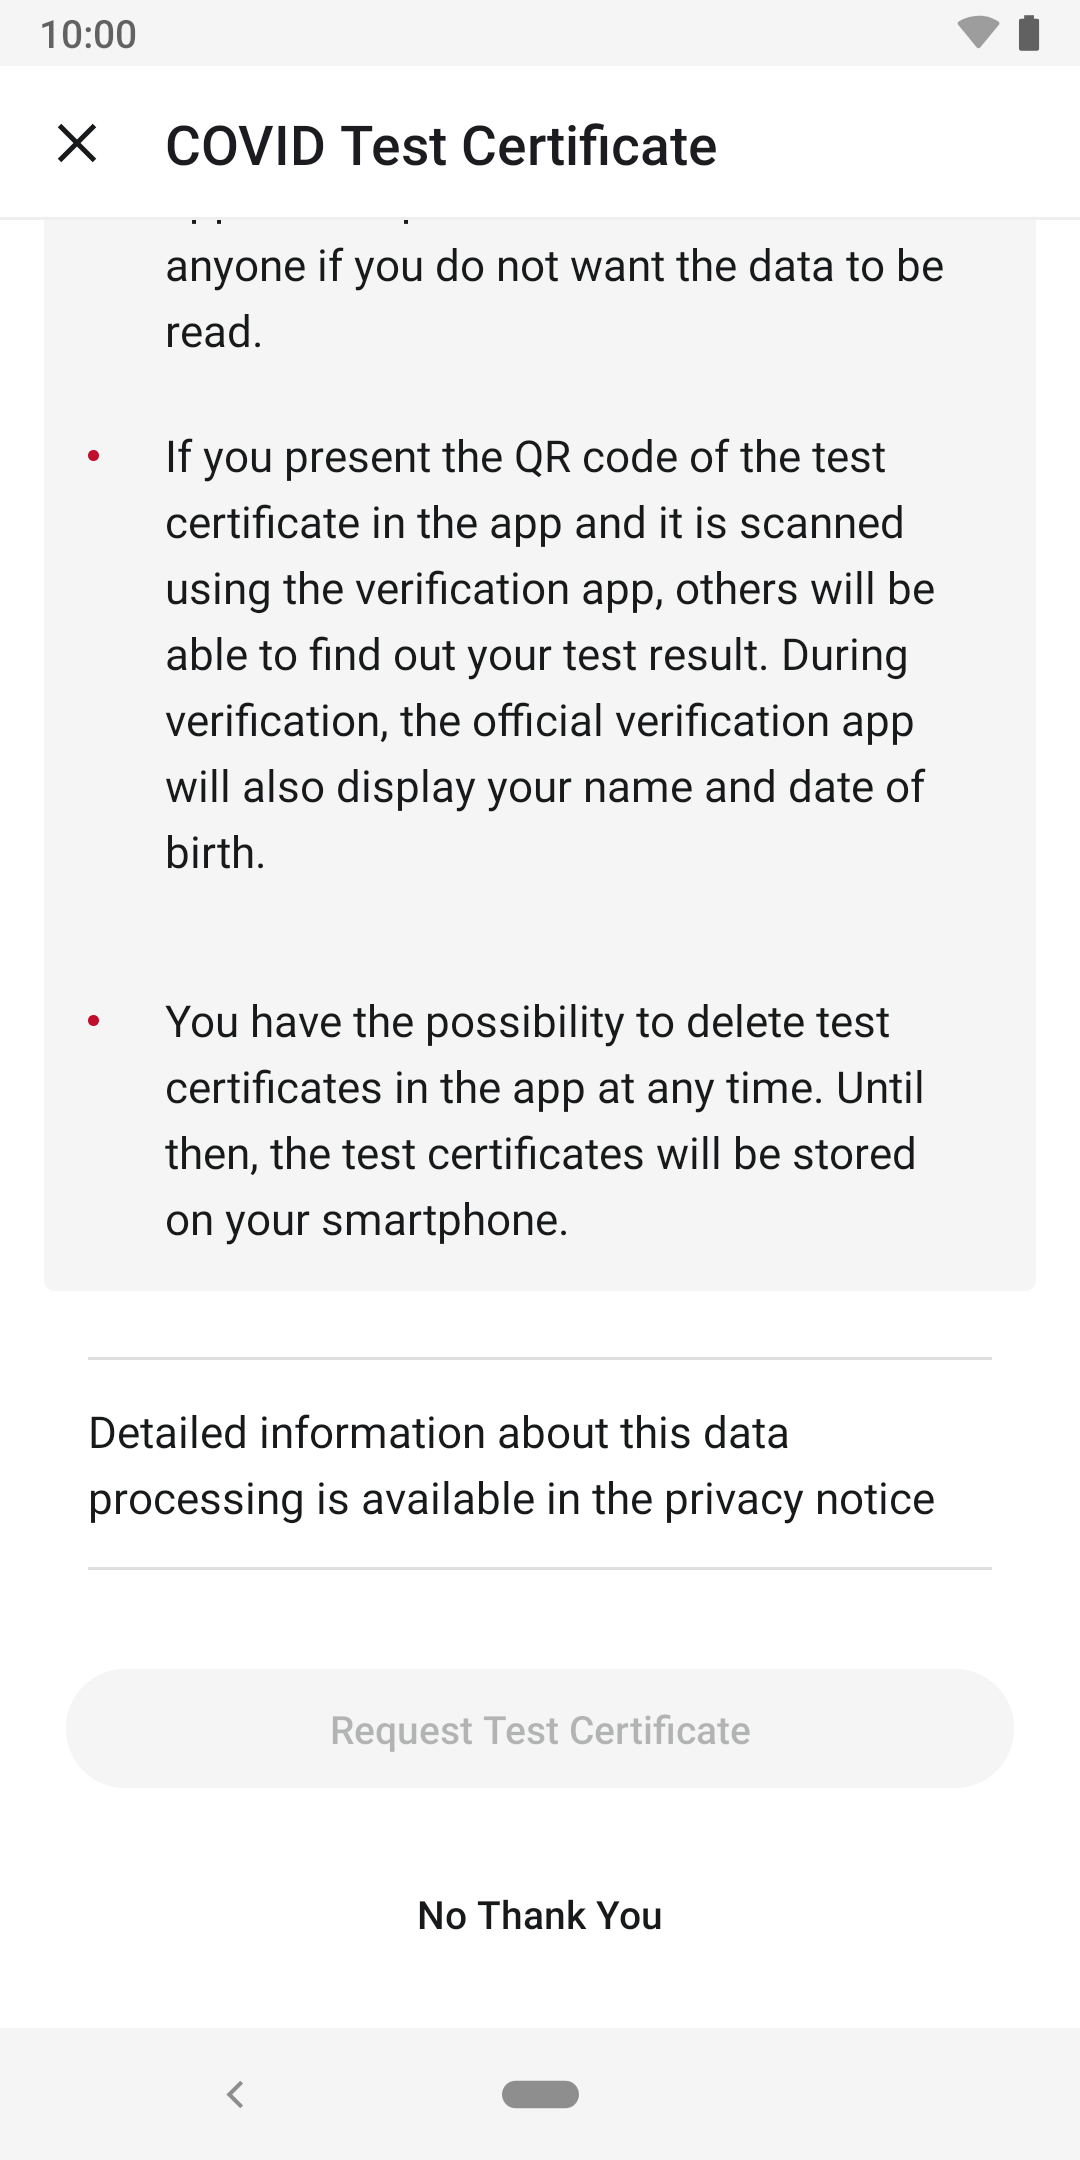 10:00
COVID Test Certificate
anyone if you do not want the data to be
read.
• If you present the QR code of the test
certificate in the app and it is scanned
using the verification app, others will be
able to find out your test result. During
verification, the official verification app
will also display your name and date of
birth.
• You have the possibility to delete test
certificates in the app at any time. Until
then, the test certificates will be stored
on your smartphone.
Detailed information about this data
processing is available in the privacy notice
Request Test Certificate
No Thank You